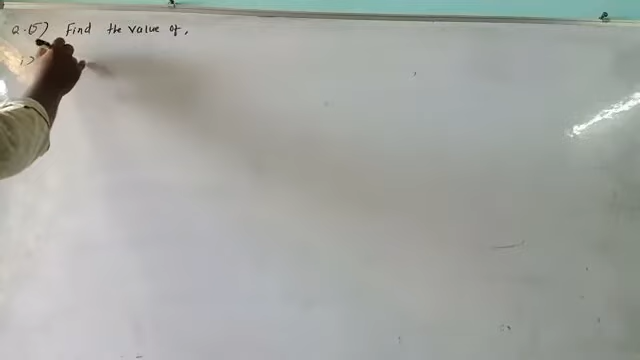 Q.15) Find the value of,
i>